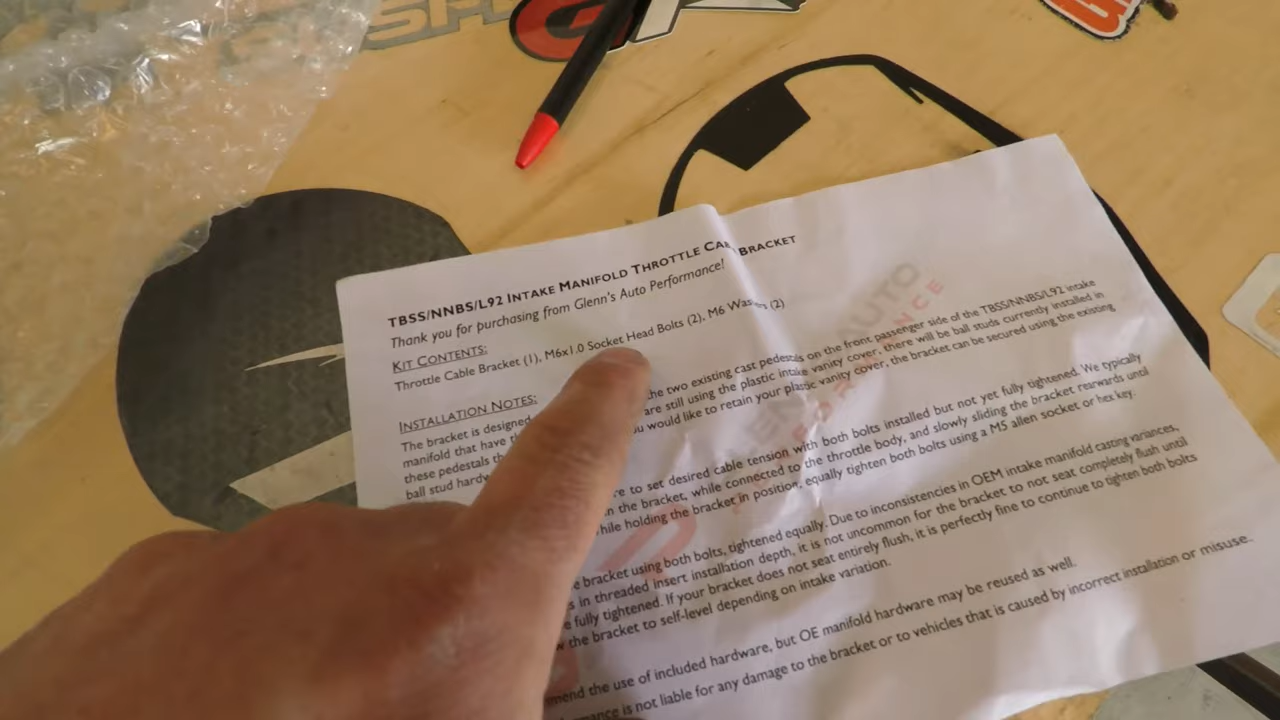 TBSS/NNBS/L92 INTAKE MANIFOLD THROTTLE BRACKET
Thank you for purchasing from Glenn's Auto Performance!
KIT CONTENTS:
Throttle Cable Bracket (1), M6x1.0 Socket Head Bolts (2), M6 Washers (2)
INSTALLATION NOTES:
The bracket is designed the two existing cast pedestals on the front passenger side of the TBSS/NNBS/L92 intake
manifold that have are still using the plastic intake vanity cover, there will be ball studs currently installed in
these pedestals would like to retain your plastic vanity cover, the bracket can be secured using the existing
ball stud
to set desired cable tension with both bolts installed but not yet fully tightened. We typically
the bracket, while connected to the throttle body, and slowly sliding the bracket rearwards until
while holding the bracket in position, equally tighten both bolts using a M5 allen socket or hex key.
bracket using both bolts, tightened equally. Due to inconsistencies in OEM intake manifold casting variances,
in threaded insert installation depth, it is not uncommon for the bracket to not seat completely flush until
fully tightened. If your bracket does not seat entirely flush, it is perfectly fine to continue to tighten both bolts
the bracket to self-level depending on intake variation.
the use of included hardware, but OE manifold hardware may be reused as well.
is not liable for any damage to the bracket or to vehicles that is caused by incorrect installation or misuse.